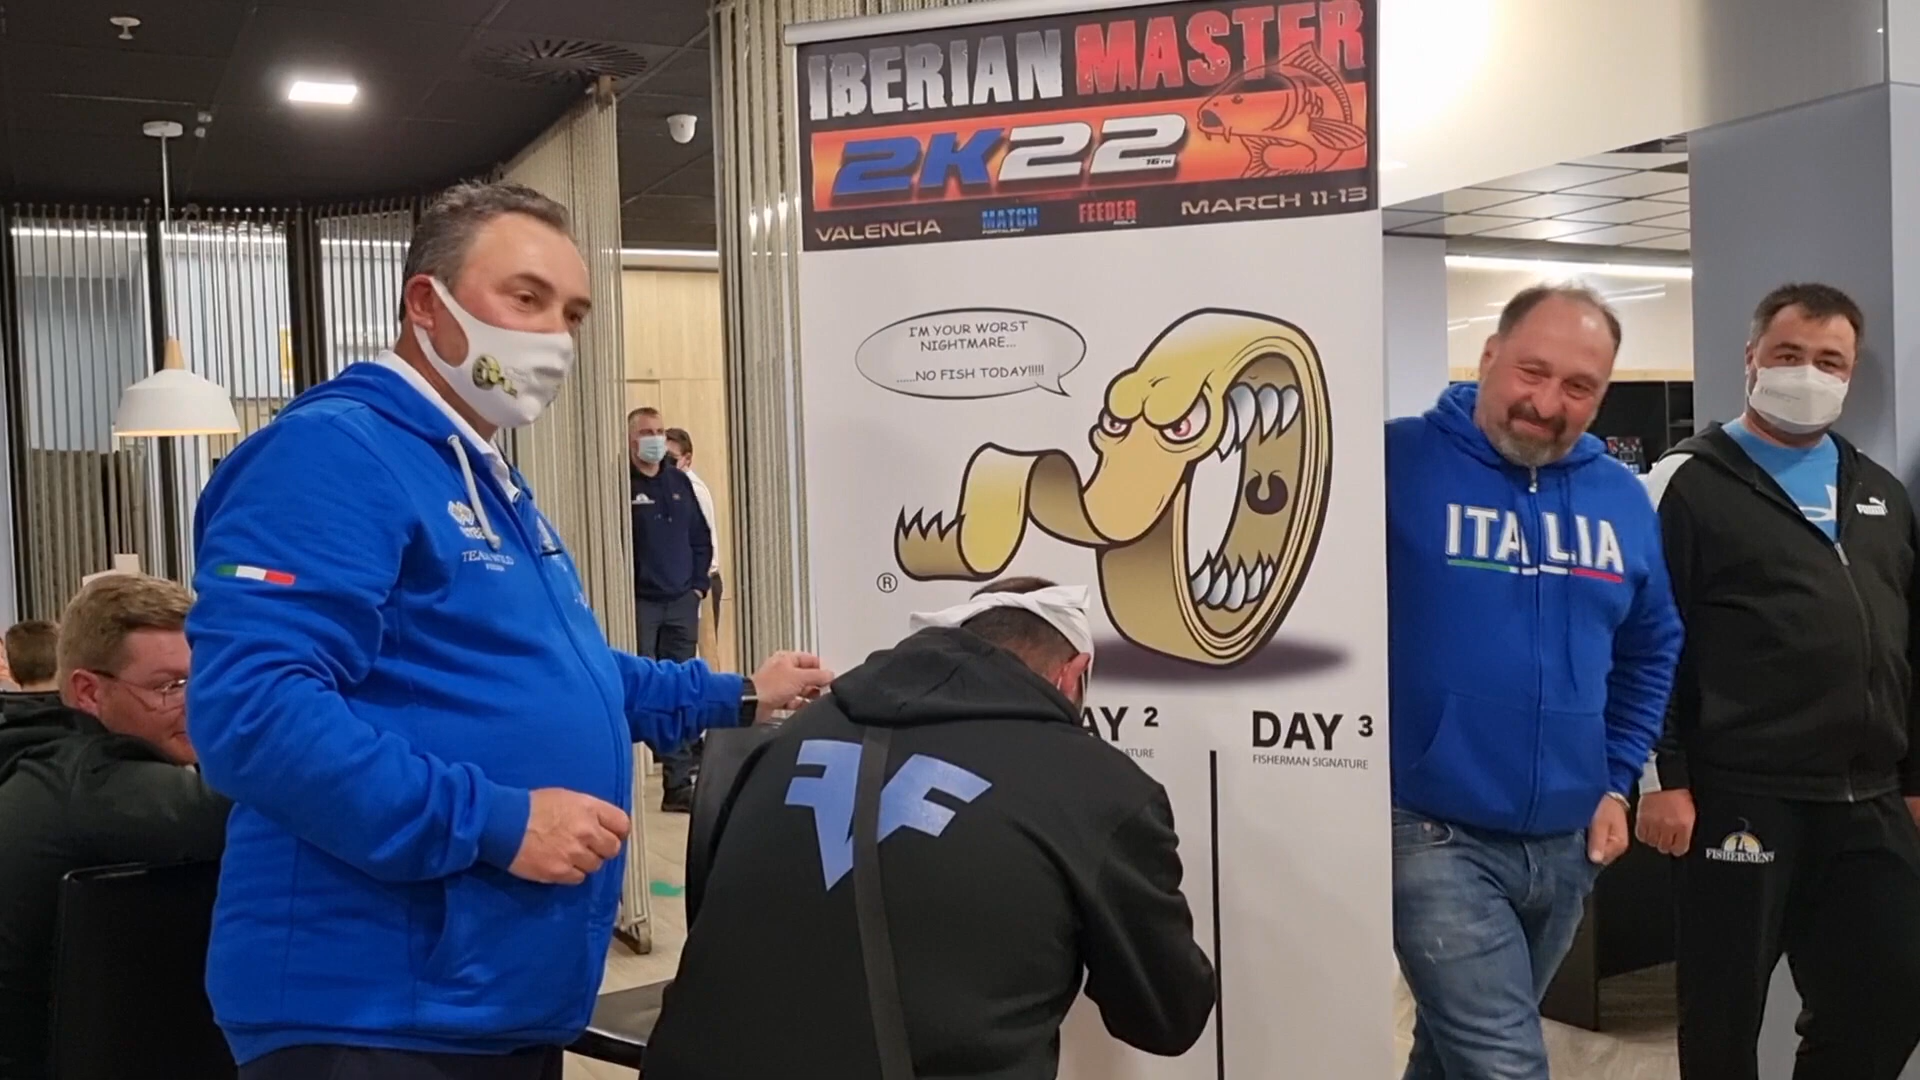 IBERIAN MASTER
2K22
16TH
VALENCIA MATCH FEEDER MARCH 11-13
I'M YOUR WORST
NIGHTMARE...
......NO FISH TODAY!!!!!
®
AY 2
DAY 3
FISHERMAN SIGNATURE
ITALIA
PUMA
FISHERMEN'S